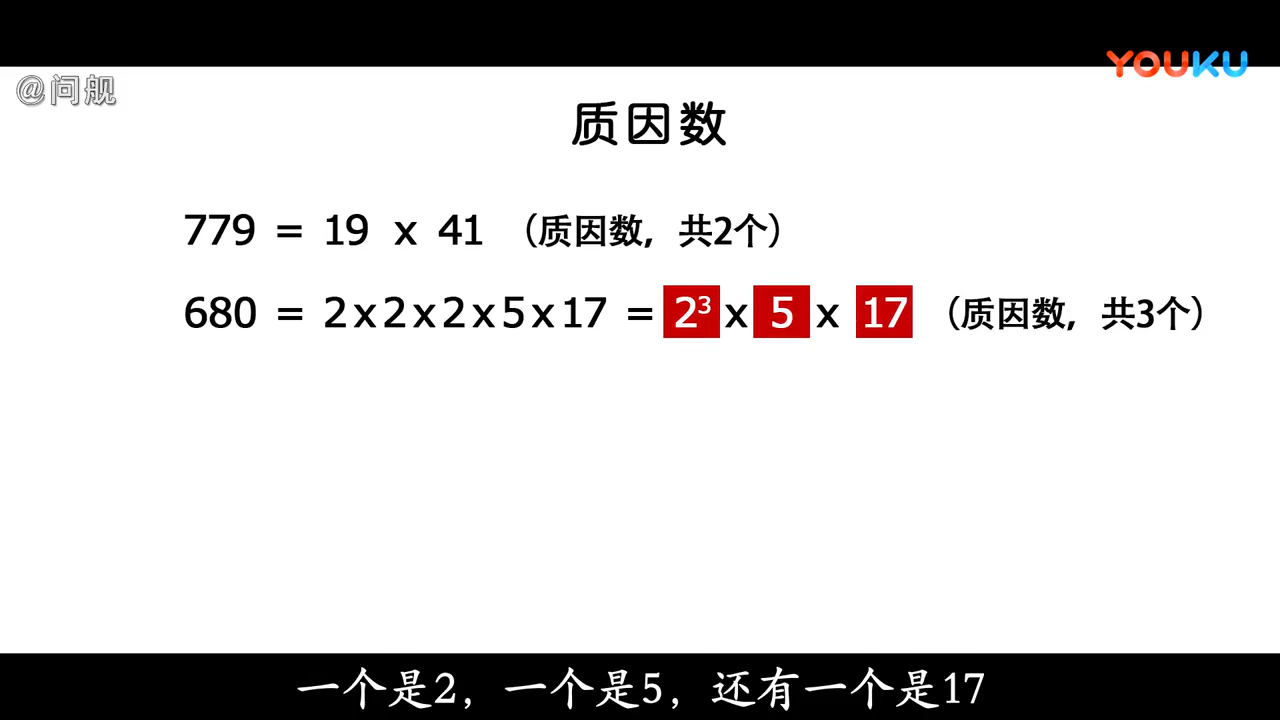 YOUKU
@问舰
质因数
779 = 19 x 41 （质因数，共2个）
680 = 2x2x2x5x17 = 2³ x 5 x 17 （质因数，共3个）
一个是2，一个是5，还有一个是17